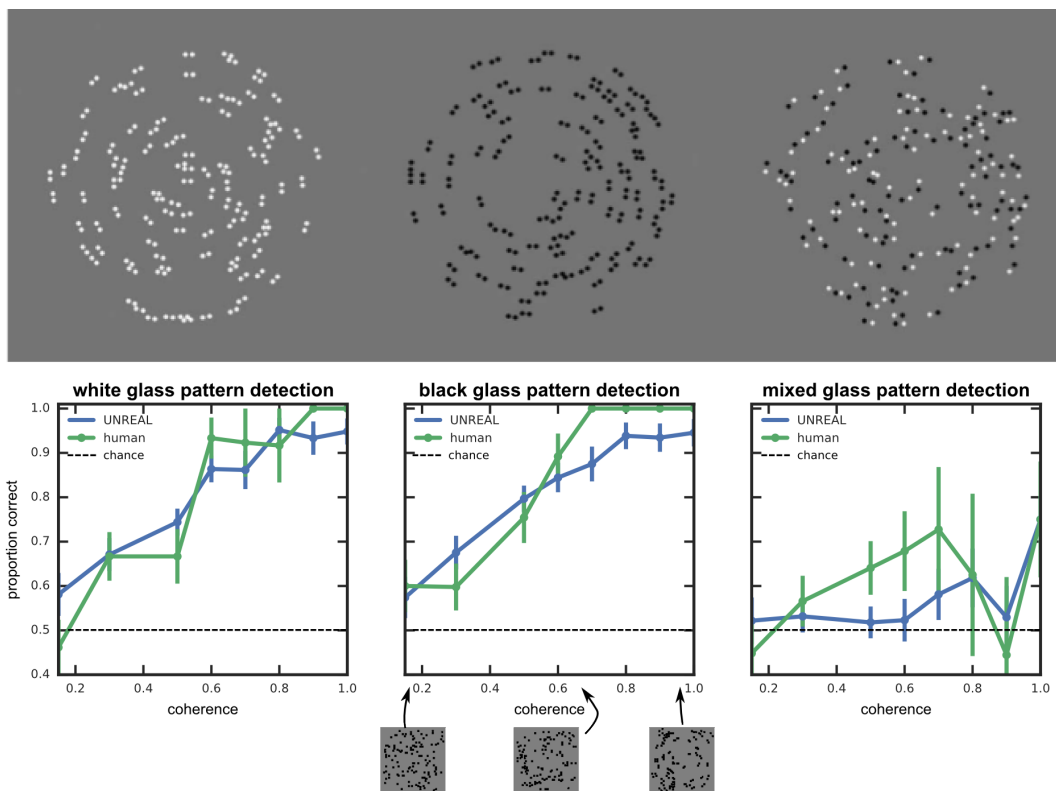 white glass pattern detection
black glass pattern detection
mixed glass pattern detection
proportion correct
1.0
0.9
0.8
0.7
0.6
0.5
0.4
UNREAL
human
chance
UNREAL
human
chance
UNREAL
human
chance
0.2 0.4 0.6 0.8 1.0
0.2 0.4 0.6 0.8 1.0
0.2 0.4 0.6 0.8 1.0
coherence
coherence
coherence